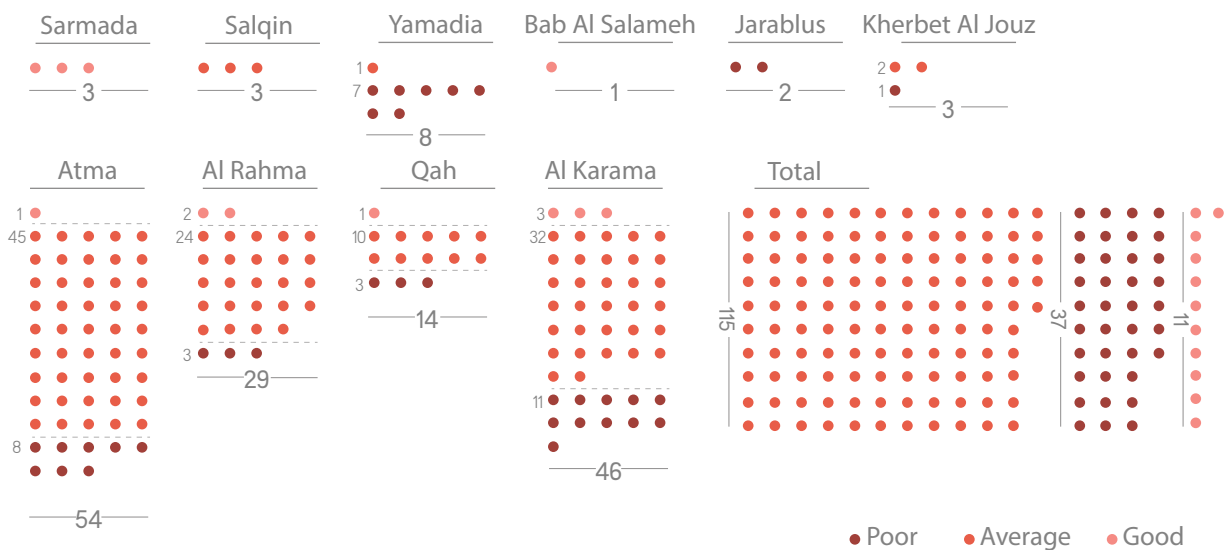 Sarmada
3
Salqin
3
Yamadia
1
7
8
Bab Al Salameh
1
Jarablus
2
Kherbet Al Jouz
2
1
3
Atma
1
45
8
54
Al Rahma
2
24
3
29
Qah
1
10
3
14
Al Karama
3
32
11
46
Total
115
37
11
Poor
Average
Good